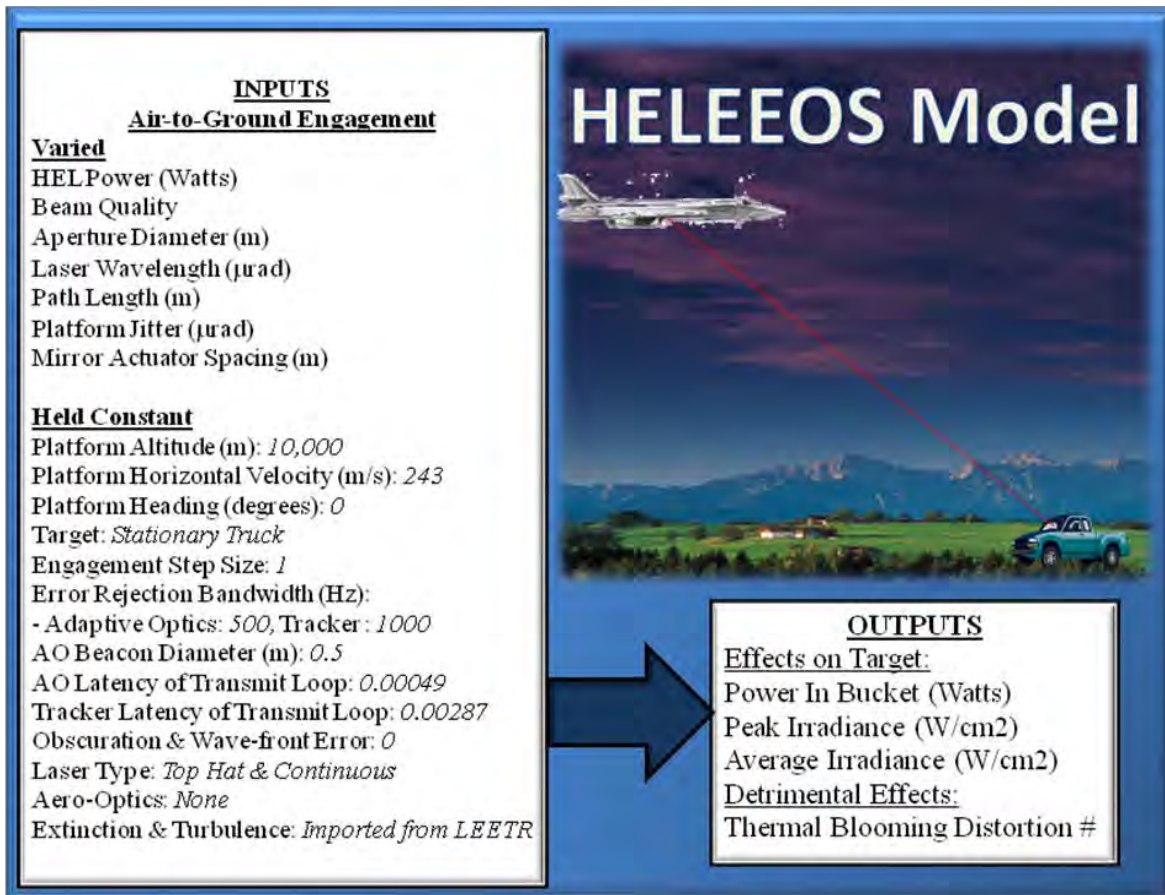 INPUTS
Air-to-Ground Engagement
Varied
HEL Power (Watts)
Beam Quality
Aperture Diameter (m)
Laser Wavelength (μrad)
Path Length (m)
Platform Jitter (μrad)
Mirror Actuator Spacing (m)
Held Constant
Platform Altitude (m): 10,000
Platform Horizontal Velocity (m/s): 243
Platform Heading (degrees): 0
Target: Stationary Truck
Engagement Step Size: 1
Error Rejection Bandwidth (Hz):
- Adaptive Optics: 500, Tracker : 1000
AO Beacon Diameter (m): 0.5
AO Latency of Transmit Loop: 0.00049
Tracker Latency of Transmit Loop: 0.00287
Obscuration & Wave-front Error: 0
Laser Type: Top Hat & Continuous
Aero-Optics: None
Extinction & Turbulence: Imported from LEETR
HELEEOS Model
OUTPUTS
Effects on Target:
Power In Bucket (Watts)
Peak Irradiance (W/cm2)
Average Irradiance (W/cm2)
Detrimental Effects:
Thermal Blooming Distortion #